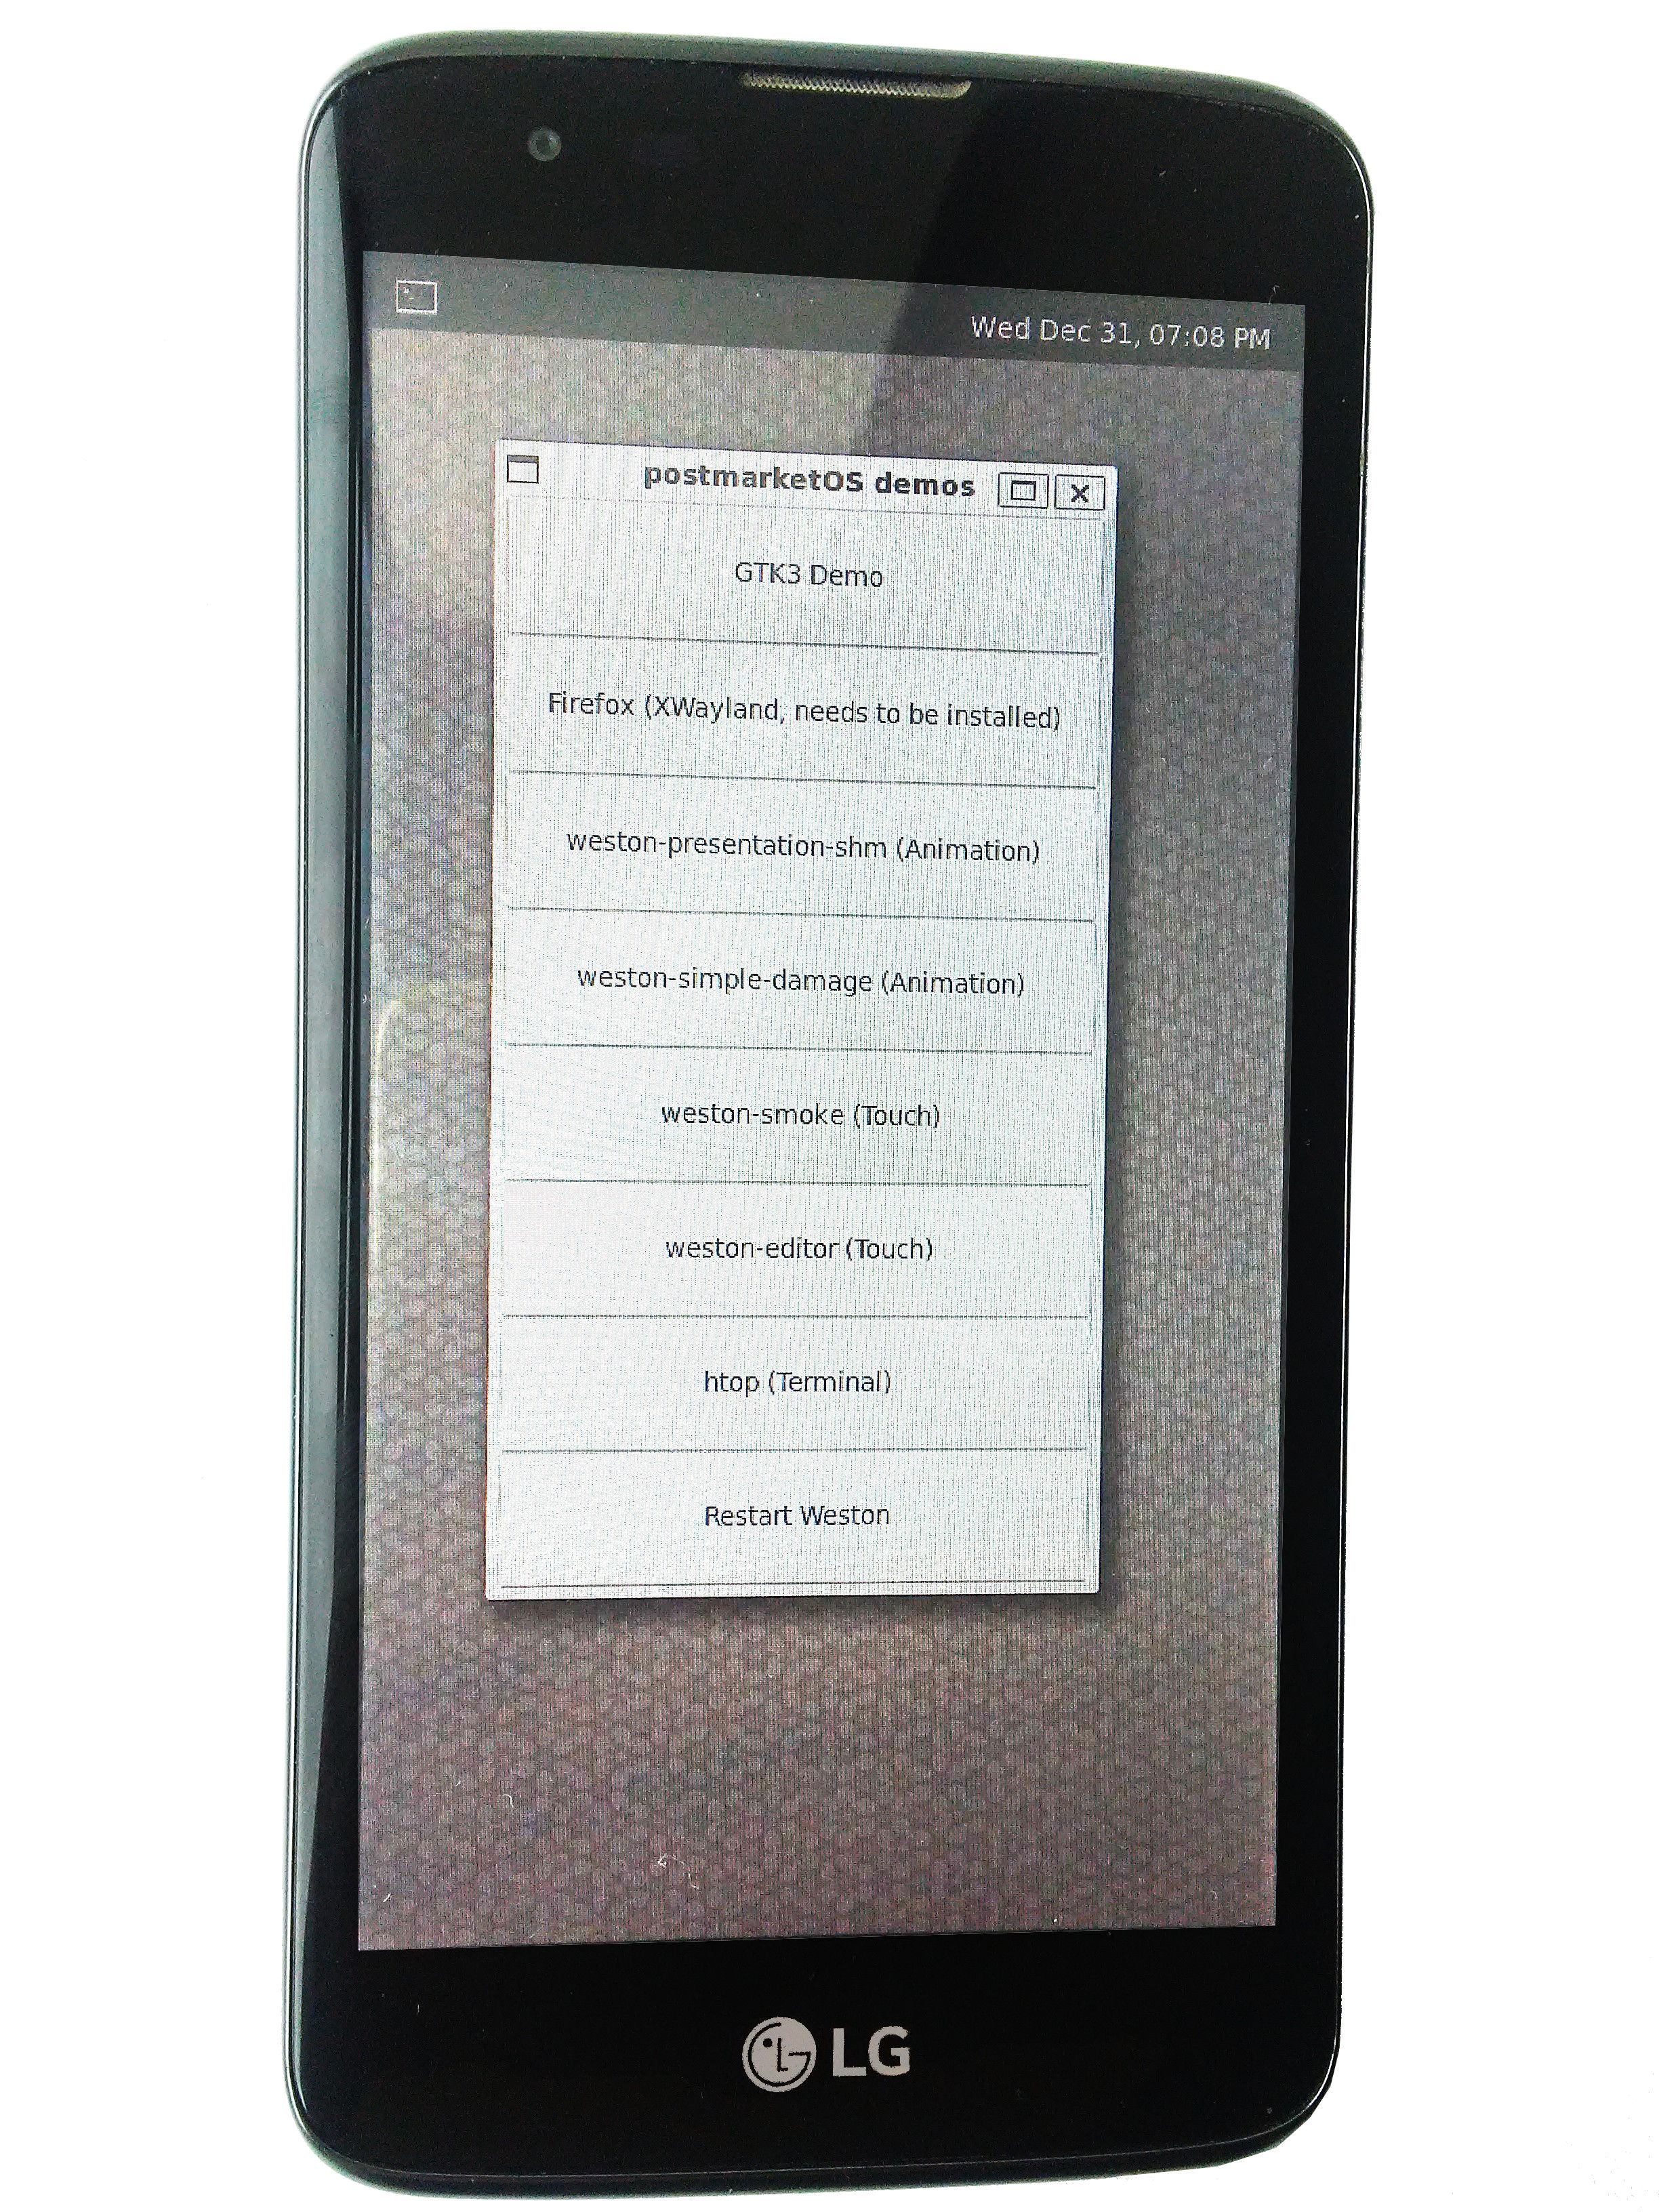 Wed Dec 31, 07:08 PM
postmarketOS demos
GTK3 Demo
Firefox (XWayland, needs to be installed)
weston-presentation-shm (Animation)
weston-simple-damage (Animation)
weston-smoke (Touch)
weston-editor (Touch)
htop (Terminal)
Restart Weston
LG